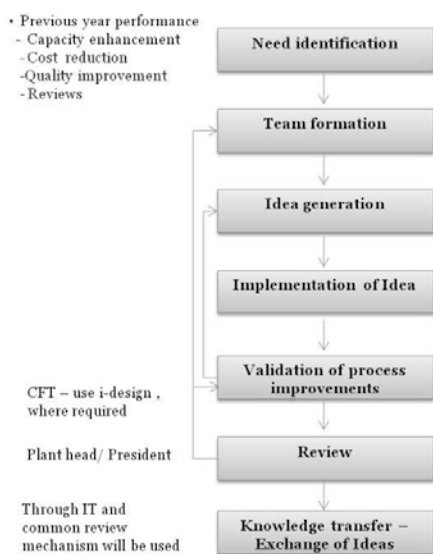 • Previous year performance
- Capacity enhancement
-Cost reduction
-Quality improvement
-Reviews
Need identification
Team formation
Idea generation
Implementation of Idea
Validation of process
improvements
CFT – use i-design ,
where required
Plant head/ President
Review
Through IT and
common review
mechanism will be used
Knowledge transfer –
Exchange of Ideas